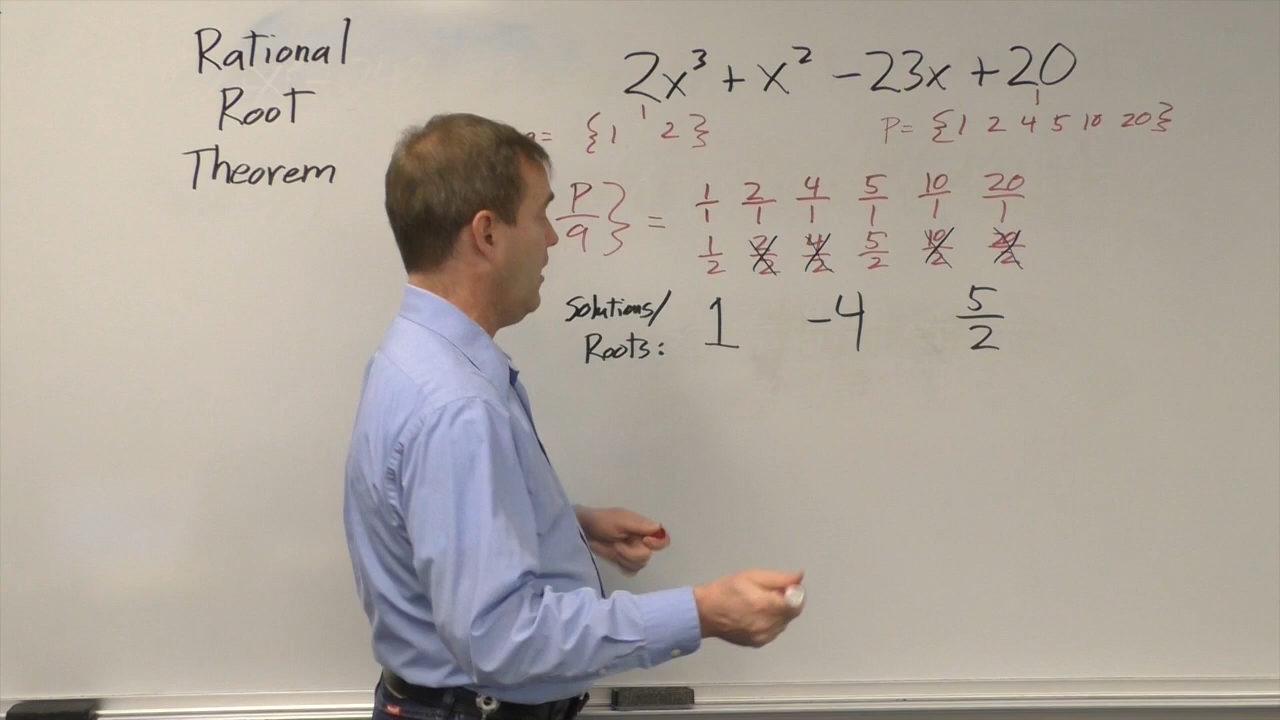 Rational
Root
Theorem
2x³ + x² - 23x + 20
= {1 2}
P = {1 2 4 5 10 20}
P/q } = 1/1 2/1 4/1 5/1 10/1 20/1
1/2 2/2 4/2 5/2 10/2 20/2
Solutions/
Roots: 1 -4 5/2